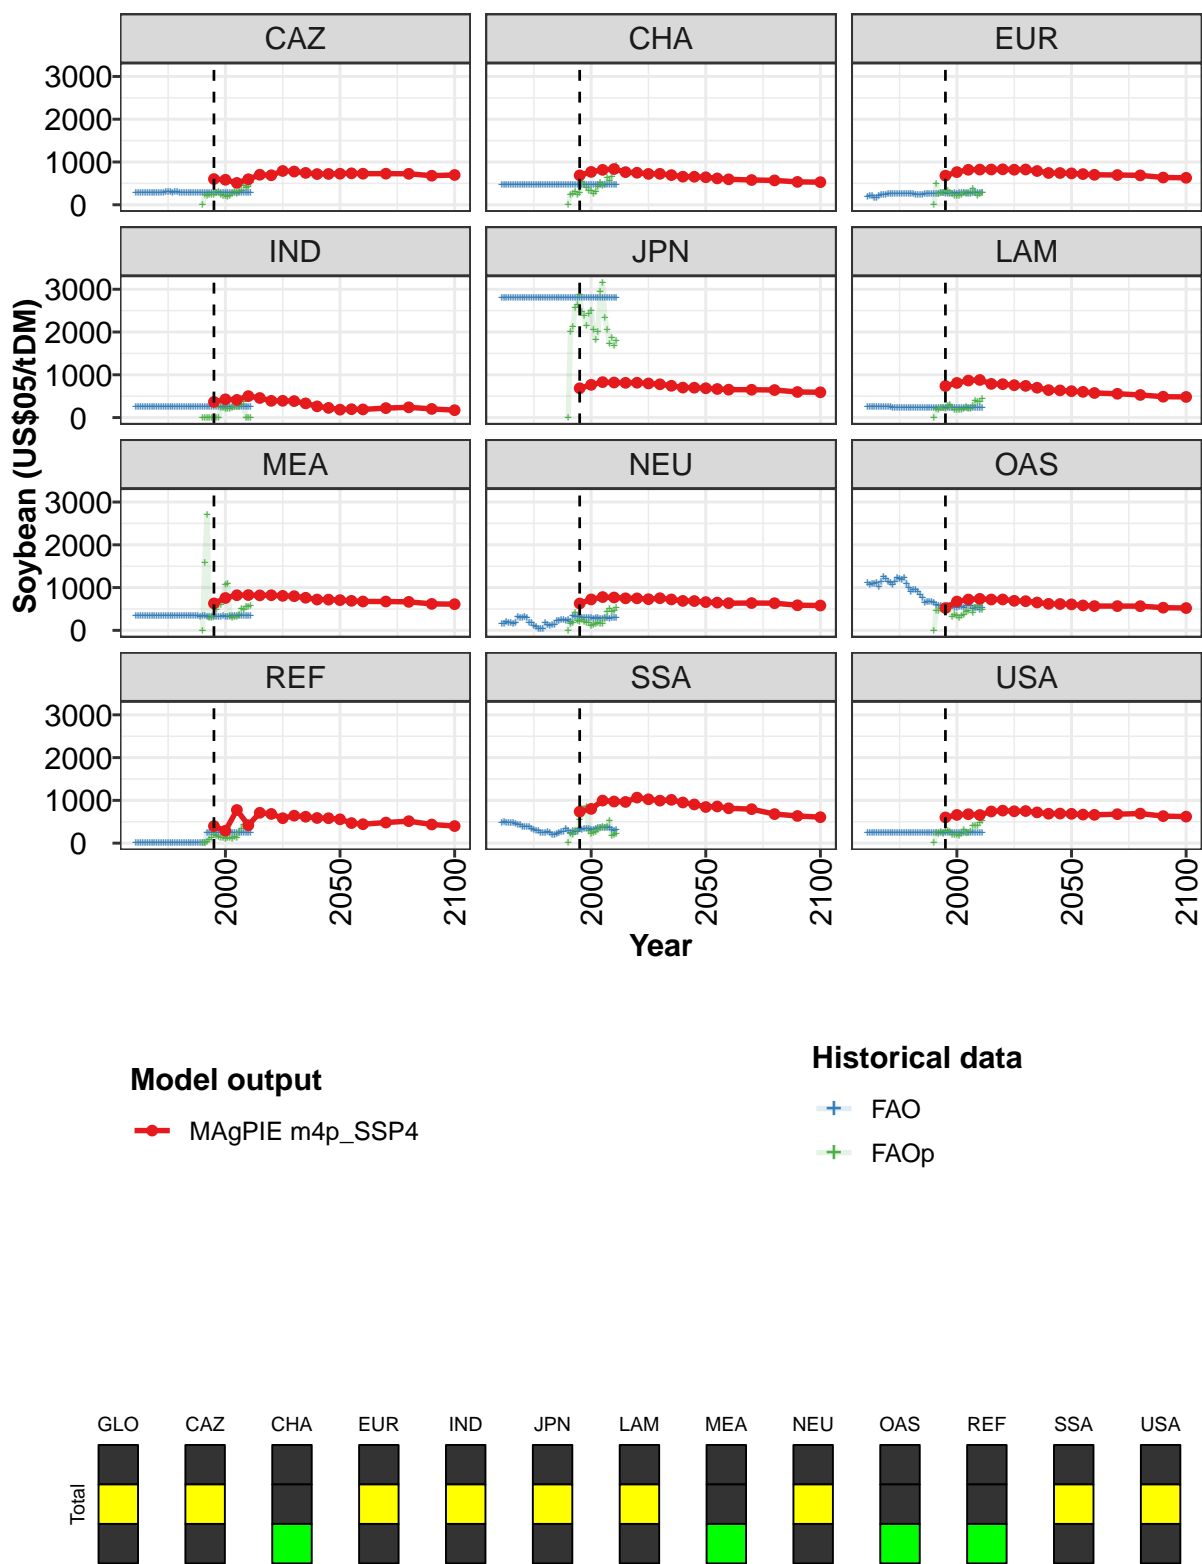 CAZ CHA EUR
3000
2000
1000
0
IND JPN LAM
3000
2000
1000
0
Soybean (US$05/tDM)
MEA NEU OAS
3000
2000
1000
0
REF SSA USA
3000
2000
1000
0
2000 2050 2100 2000 2050 2100 2000 2050 2100
Year
Model output
MAgPIE m4p_SSP4
Historical data
FAO
FAOp
GLO CAZ CHA EUR IND JPN LAM MEA NEU OAS REF SSA USA
Total